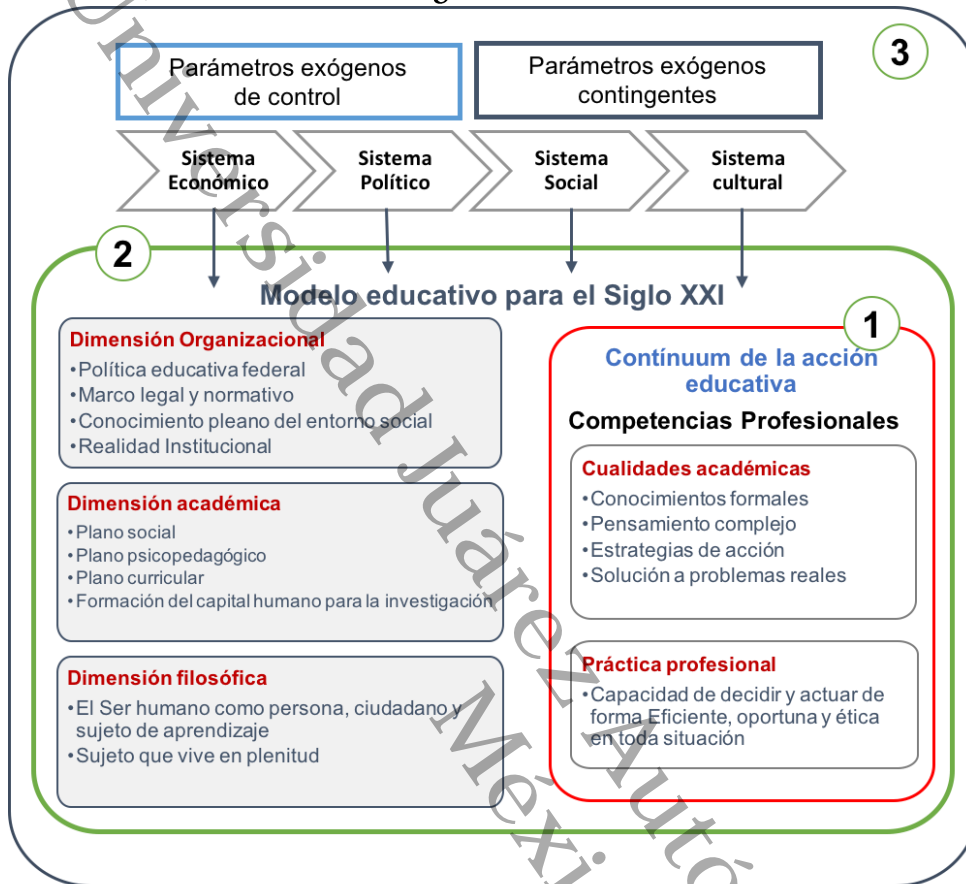 3
Parámetros exógenos
de control
Parámetros exógenos
contingentes
Sistema
Económico
Sistema
Político
Sistema
Social
Sistema
cultural
2
Modelo educativo para el Siglo XXI
Dimensión Organizacional
•Política educativa federal
•Marco legal y normativo
•Conocimiento pleano del entorno social
•Realidad Institucional
Dimensión académica
•Plano social
•Plano psicopedagógico
•Plano curricular
•Formación del capital humano para la investigación
Dimensión filosófica
•El Ser humano como persona, ciudadano y
sujeto de aprendizaje
•Sujeto que vive en plenitud
1
Contínuum de la acción
educativa
Competencias Profesionales
Cualidades académicas
•Conocimientos formales
•Pensamiento complejo
•Estrategias de acción
•Solución a problemas reales
Práctica profesional
•Capacidad de decidir y actuar de
forma Eficiente, oportuna y ética
en toda situación
Universidad Juárez Autó
Méxi